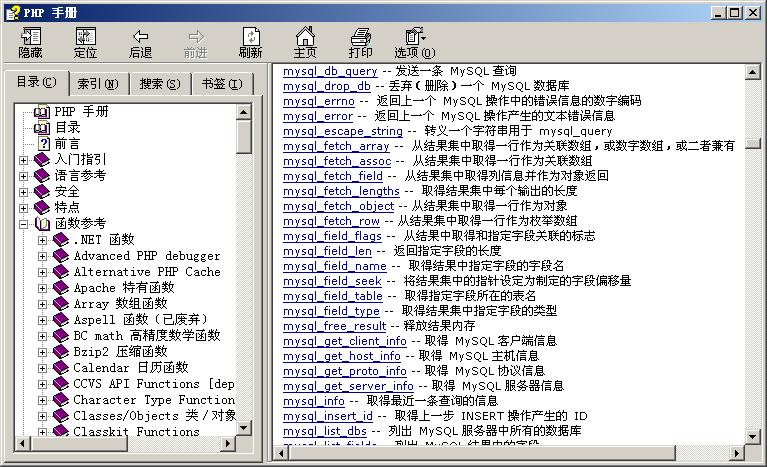 PHP 手册
隐藏 定位 后退 前进 刷新 主页 打印 选项(O)
目录(C) 索引(N) 搜索(S) 书签(I)
PHP 手册
目录
前言
入门指引
语言参考
安全
特点
函数参考
.NET 函数
Advanced PHP debugger
Alternative PHP Cache
Apache 特有函数
Array 数组函数
Aspell 函数（已废弃）
BC math 高精度数学函数
Bzip2 压缩函数
Calendar 日历函数
CCVS API Functions [dep
Character Type Function
Classes/Objects 类／对象
Classkit Functions
mysql_db_query -- 发送一条 MySQL 查询
mysql_drop_db -- 丢弃（删除）一个 MySQL 数据库
mysql_errno -- 返回上一个 MySQL 操作中的错误信息的数字编码
mysql_error -- 返回上一个 MySQL 操作产生的文本错误信息
mysql_escape_string -- 转义一个字符串用于 mysql_query
mysql_fetch_array -- 从结果集中取得一行作为关联数组，或数字数组，或二者兼有
mysql_fetch_assoc -- 从结果集中取得一行作为关联数组
mysql_fetch_field -- 从结果集中取得列信息并作为对象返回
mysql_fetch_lengths -- 取得结果集中每个输出的长度
mysql_fetch_object -- 从结果集中取得一行作为对象
mysql_fetch_row -- 从结果集中取得一行作为枚举数组
mysql_field_flags -- 从结果中取得和指定字段关联的标志
mysql_field_len -- 返回指定字段的长度
mysql_field_name -- 取得结果中指定字段的字段名
mysql_field_seek -- 将结果集中的指针设定为制定的字段偏移量
mysql_field_table -- 取得指定字段所在的表名
mysql_field_type -- 取得结果集中指定字段的类型
mysql_free_result -- 释放结果内存
mysql_get_client_info -- 取得 MySQL 客户端信息
mysql_get_host_info -- 取得 MySQL 主机信息
mysql_get_proto_info -- 取得 MySQL 协议信息
mysql_get_server_info -- 取得 MySQL 服务器信息
mysql_info -- 取得最近一条查询的信息
mysql_insert_id -- 取得上一步 INSERT 操作产生的 ID
mysql_list_dbs -- 列出 MySQL 服务器中所有的数据库
mysql_list_fields -- 列出 MySQL 结果中的字段